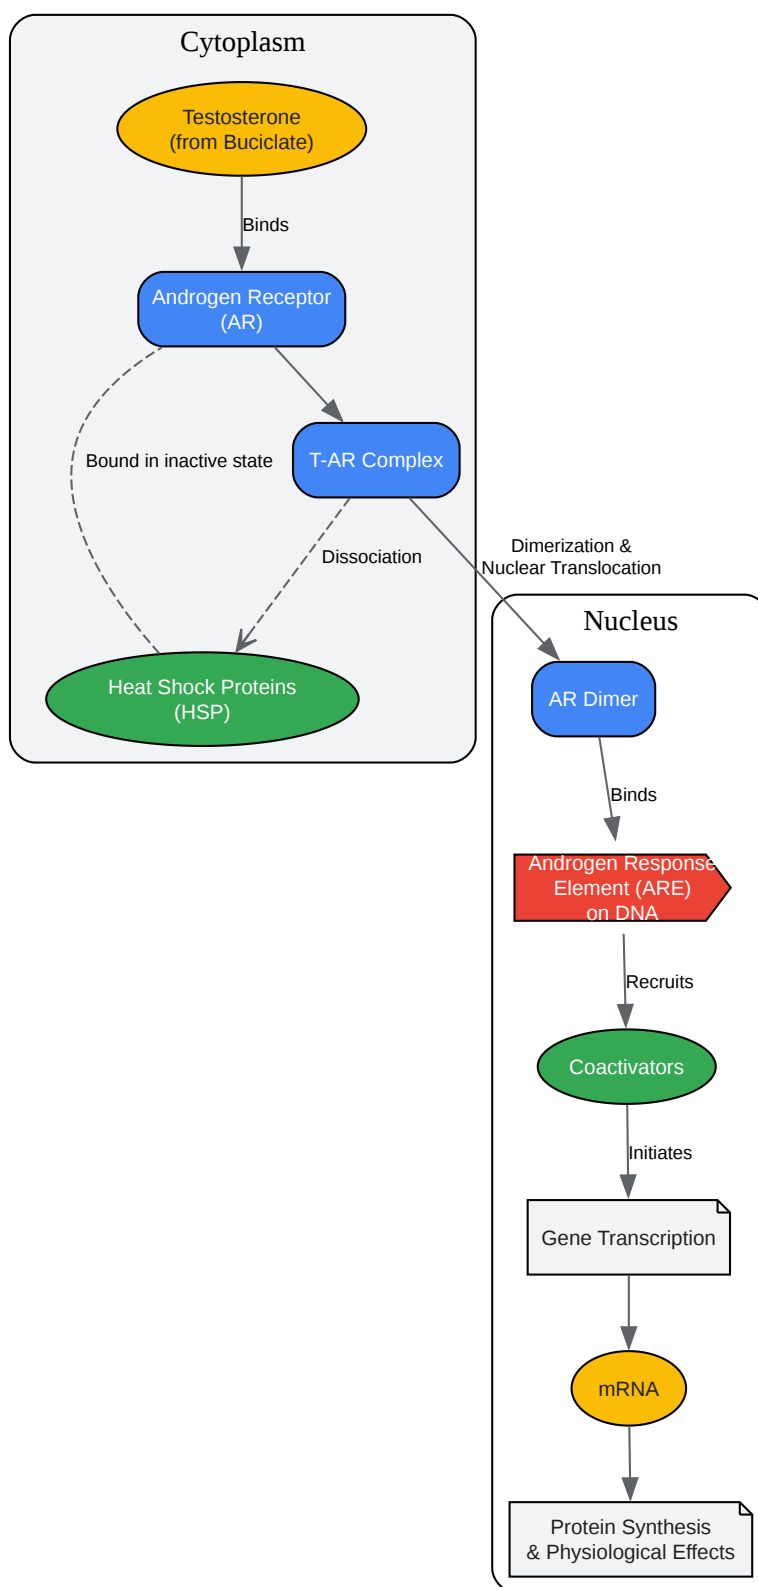 Cytoplasm
Testosterone
(from Buciclate)
Binds
Androgen Receptor
(AR)
Bound in inactive state
T-AR Complex
Dissociation
Dimerization &
Nuclear Translocation
Heat Shock Proteins
(HSP)
Nucleus
AR Dimer
Binds
Androgen Response
Element (ARE)
on DNA
Recruits
Coactivators
Initiates
Gene Transcription
mRNA
Protein Synthesis
& Physiological Effects